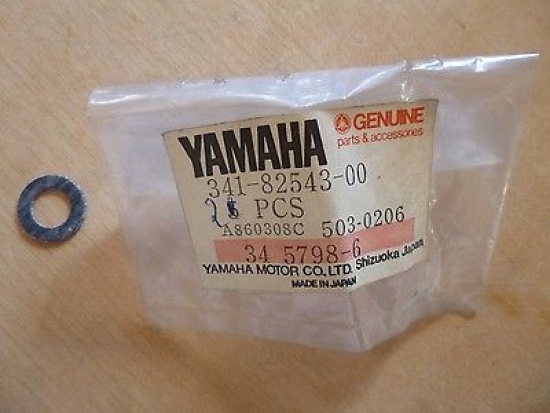 GENUINE
YAMAHA parts & accessories
341-82543-00
PCS
A860308C 503-0206
34 5798-6
YAMAHA MOTOR CO., LTD. Shizuoka Japan
MADE IN JAPAN